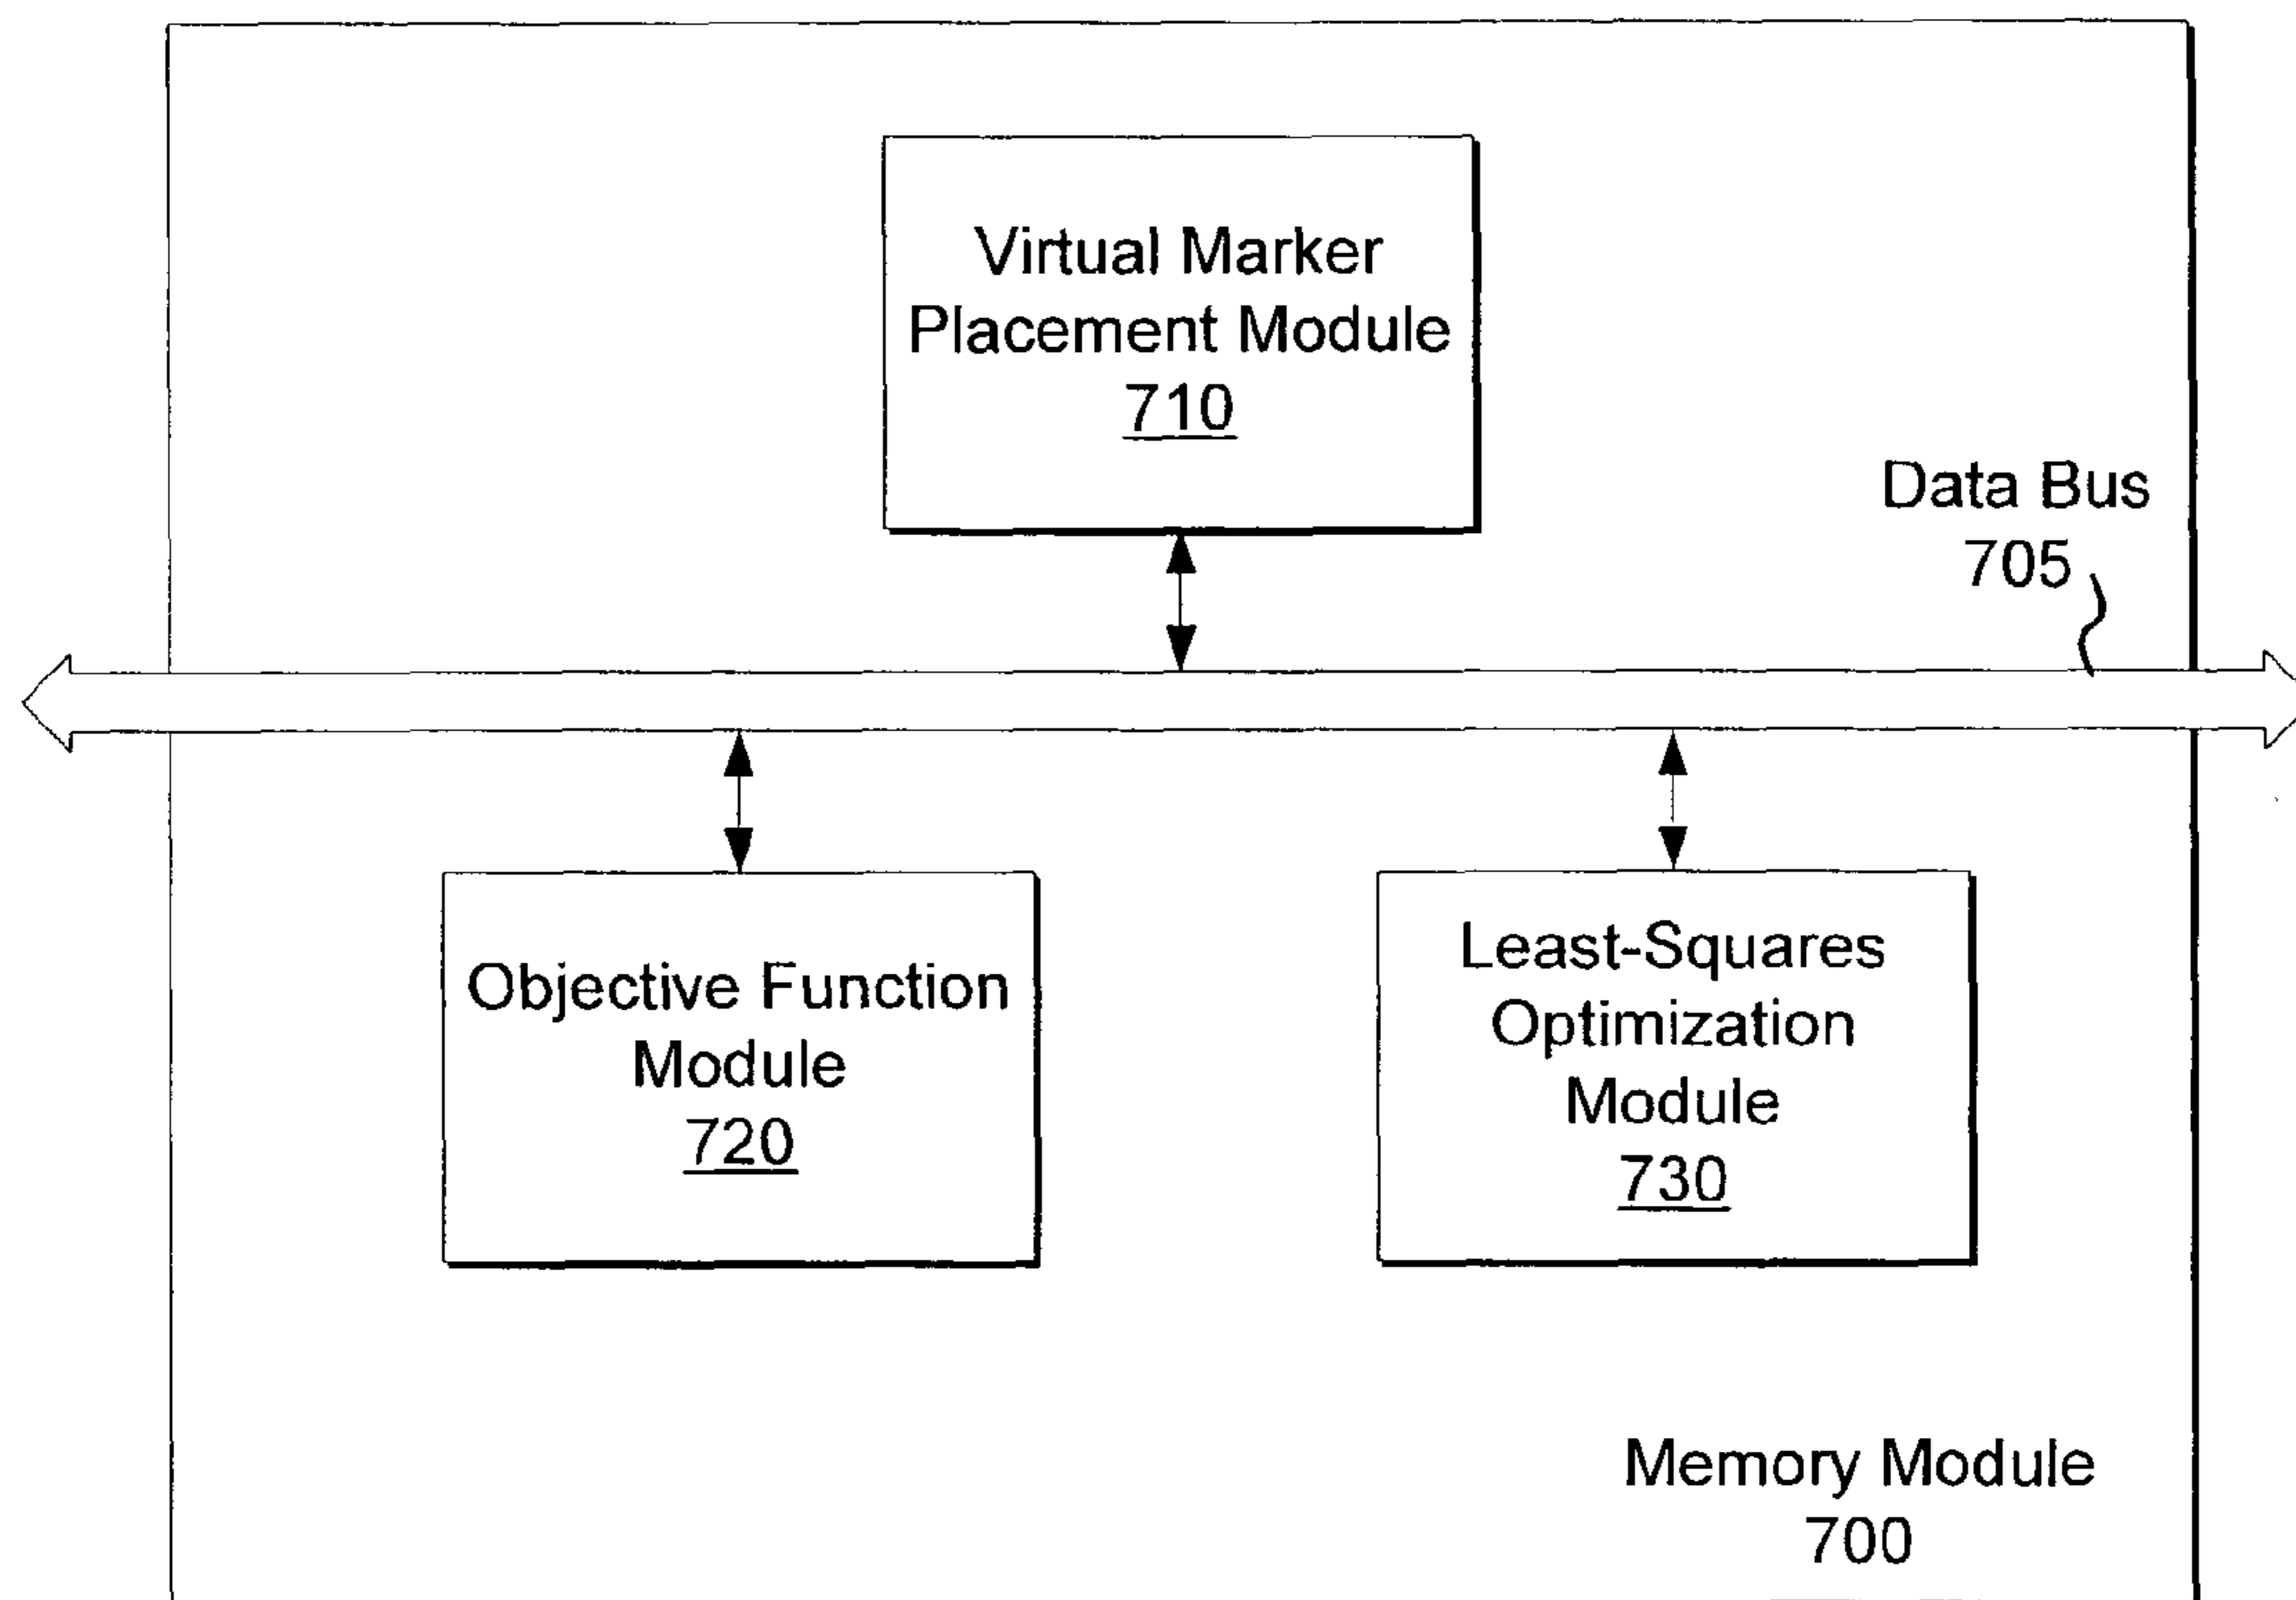 Virtual Marker
Placement Module
710
Data Bus
705
Objective Function
Module
720
Least-Squares
Optimization
Module
730
Memory Module
700